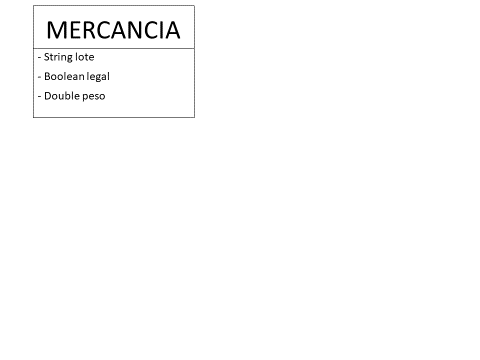 MERCANCIA
- String lote
- Boolean legal
- Double peso